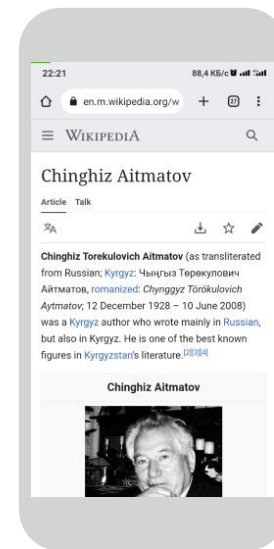 22:21 88,4 КБ/с
en.m.wikipedia.org/w 27
WIKIPEDIA
Chinghiz Aitmatov
Article Talk
Chinghiz Torekulovich Aitmatov (as transliterated
from Russian; Kyrgyz: Чыңгыз Төрөкулович
Айтматов, romanized: Chynggyz Törökulovich
Aytmatov; 12 December 1928 – 10 June 2008)
was a Kyrgyz author who wrote mainly in Russian,
but also in Kyrgyz. He is one of the best known
figures in Kyrgyzstan's literature.[2][3][4]
Chinghiz Aitmatov